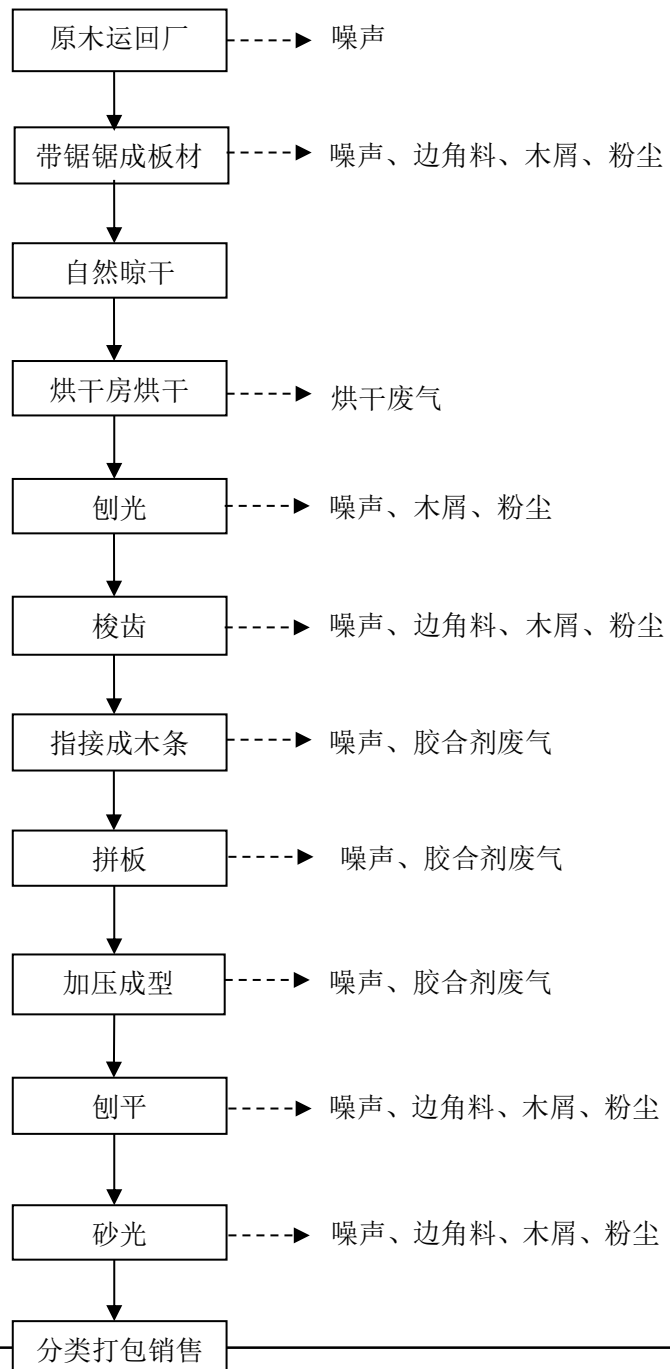 原木运回厂
噪声
带锯锯成板材
噪声、边角料、木屑、粉尘
自然晾干
烘干房烘干
烘干废气
刨光
噪声、木屑、粉尘
梭齿
噪声、边角料、木屑、粉尘
指接成木条
噪声、胶合剂废气
拼板
噪声、胶合剂废气
加压成型
噪声、胶合剂废气
刨平
噪声、边角料、木屑、粉尘
砂光
噪声、边角料、木屑、粉尘
分类打包销售